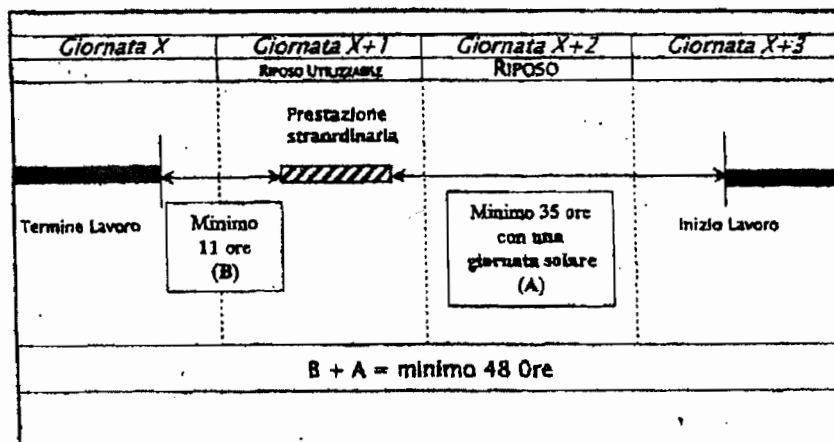 Giornata X Giornata X+1 Giornata X+2 Giornata X+3
RIPOSO UTILIZZABILE RIPOSO
Prestazione
straordinaria
Termine Lavoro
Minimo
11 ore
(B)
Minimo 35 ore
con una
giornata solare
(A)
Inizio Lavoro
B + A = minimo 48 Ore